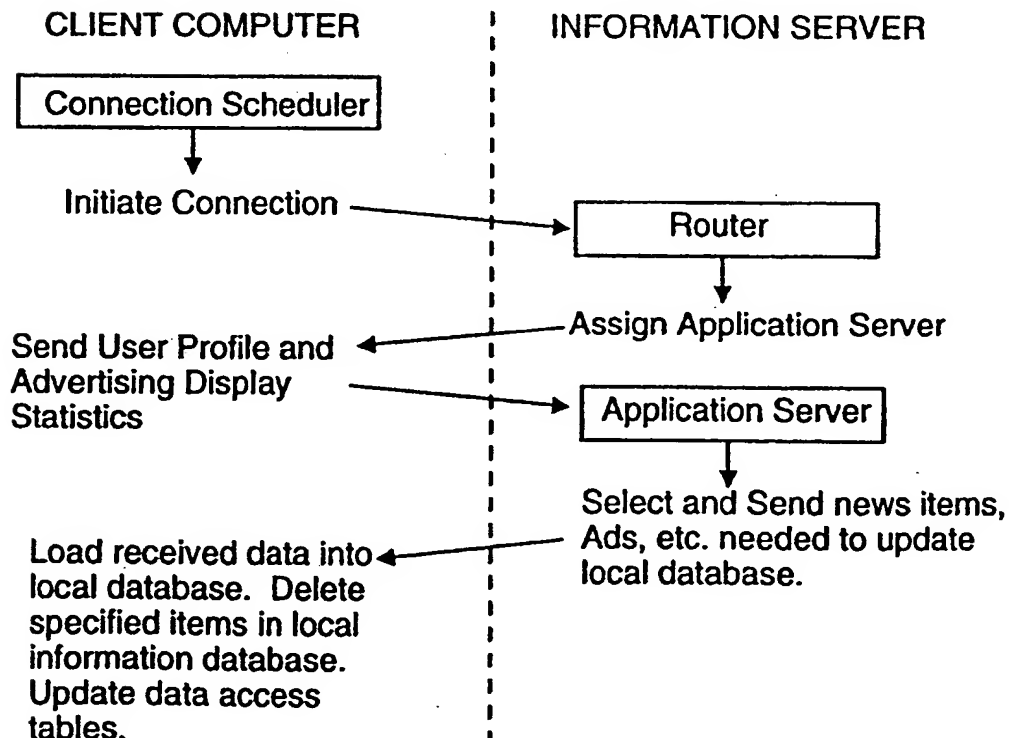 CLIENT COMPUTER
INFORMATION SERVER
Connection Scheduler
Initiate Connection
Router
Assign Application Server
Send User Profile and
Advertising Display
Statistics
Application Server
Select and Send news items,
Ads, etc. needed to update
local database.
Load received data into
local database. Delete
specified items in local
information database.
Update data access
tables.